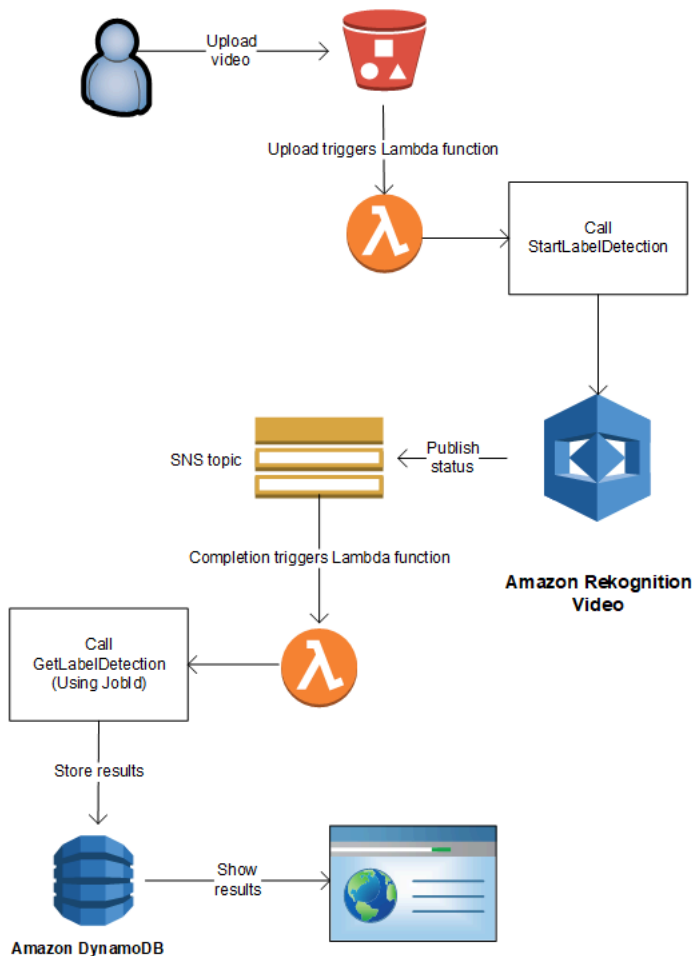 Upload
video
Upload triggers Lambda function
λ
Call
StartLabelDetection
SNS topic
Publish
status
Amazon Rekognition
Video
Completion triggers Lambda function
Call
GetLabelDetection
(Using JobId)
λ
Store results
Show
results
Amazon DynamoDB